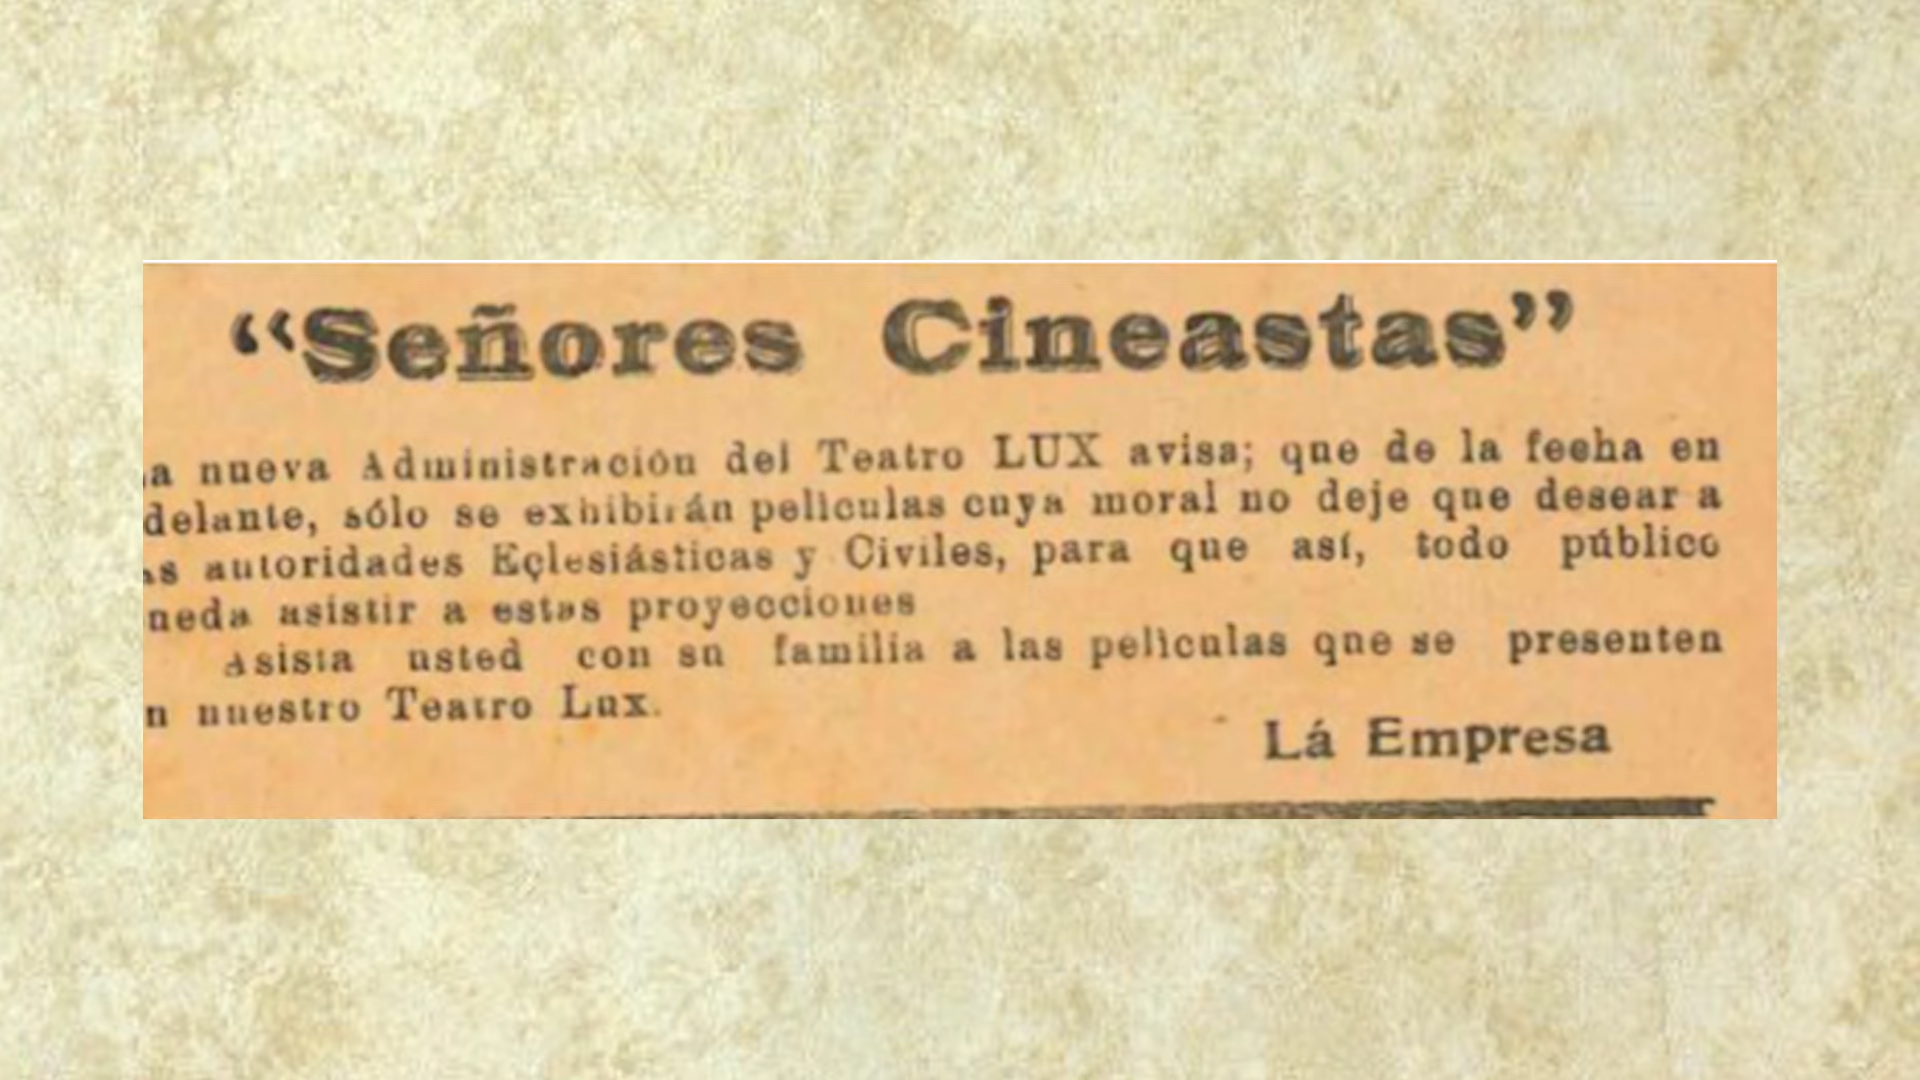 “Señores Cineastas”
a nueva Administración del Teatro LUX avisa; que de la fecha en
delante, sólo se exhibirán peliculas cuya moral no deje que desear a
as autoridades Eclesiásticas y Civiles, para que así, todo público
ueda asistir a estas proyecciones
Asista usted con su familia a las peliculas que se presenten
n nuestro Teatro Lux.
Lá Empresa